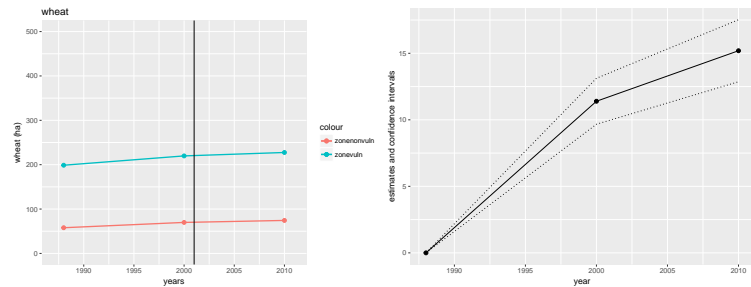 wheat
500
400
300
200
100
0
wheat (ha)
1990
1995
2000
2005
2010
years
colour
zonenonvuln
zonevuln
15
10
5
0
estimates and confidence intervals
1990
1995
2000
2005
2010
year